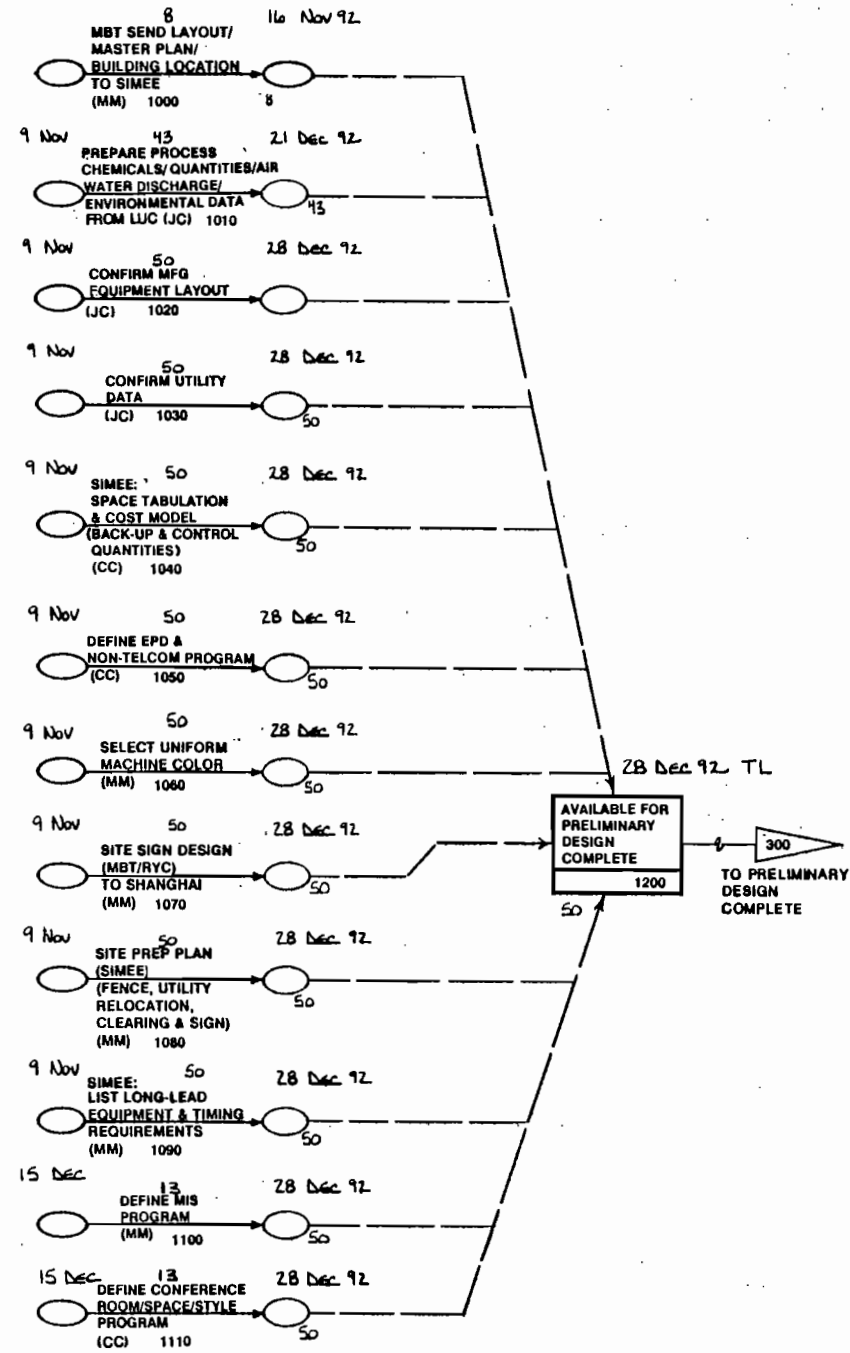 8
16 Nov 92
MBT SEND LAYOUT/
MASTER PLAN/
BUILDING LOCATION
TO SIMEE
(MM) 1000
8
9 Nov
43
21 Dec 92
PREPARE PROCESS
CHEMICALS/QUANTITIES/AIR
WATER DISCHARGE/
ENVIRONMENTAL DATA
FROM LUC (JC) 1010
43
9 Nov
50
28 Dec 92
CONFIRM MFG
EQUIPMENT LAYOUT
(JC) 1020
9 Nov
50
28 Dec 92
CONFIRM UTILITY
DATA
(JC) 1030
50
9 Nov
50
28 Dec 92
SIMEE:
SPACE TABULATION
& COST MODEL
(BACK-UP & CONTROL
QUANTITIES)
(CC) 1040
50
9 Nov
50
28 Dec 92
DEFINE EPD &
NON-TELCOM PROGRAM
(CC) 1050
50
9 Nov
50
28 Dec 92
SELECT UNIFORM
MACHINE COLOR
(MM) 1060
50
28 DEC 92 TL
AVAILABLE FOR
PRELIMINARY
DESIGN
COMPLETE
1200
50
300
TO PRELIMINARY
DESIGN
COMPLETE
9 Nov
50
28 Dec 92
SITE SIGN DESIGN
(MBT/RYC)
TO SHANGHAI
(MM) 1070
50
9 Nov
50
28 Dec 92
SITE PREP PLAN
(SIMEE)
(FENCE, UTILITY
RELOCATION,
CLEARING & SIGN)
(MM) 1080
50
9 Nov
50
28 Dec 92
SIMEE:
LIST LONG-LEAD
EQUIPMENT & TIMING
REQUIREMENTS
(MM) 1090
50
15 DEC
13
28 Dec 92
DEFINE MIS
PROGRAM
(MM) 1100
50
15 DEC
13
28 Dec 92
DEFINE CONFERENCE
ROOM/SPACE/STYLE
PROGRAM
(CC) 1110
50